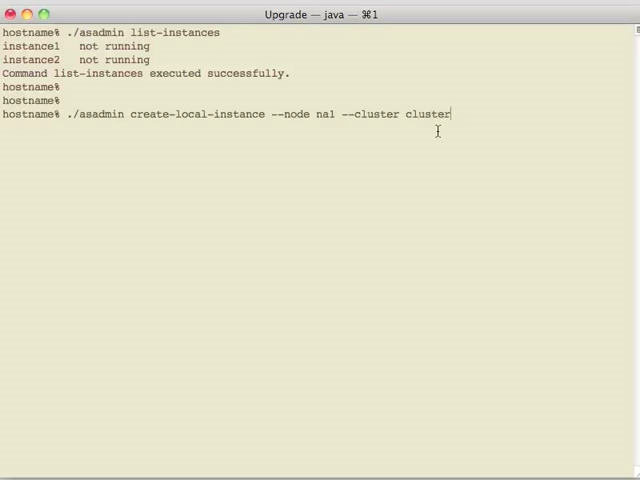 Upgrade — java — ⌘1
hostname% ./asadmin list-instances
instance1   not running
instance2   not running
Command list-instances executed successfully.
hostname%
hostname%
hostname% ./asadmin create-local-instance --node na1 --cluster cluster